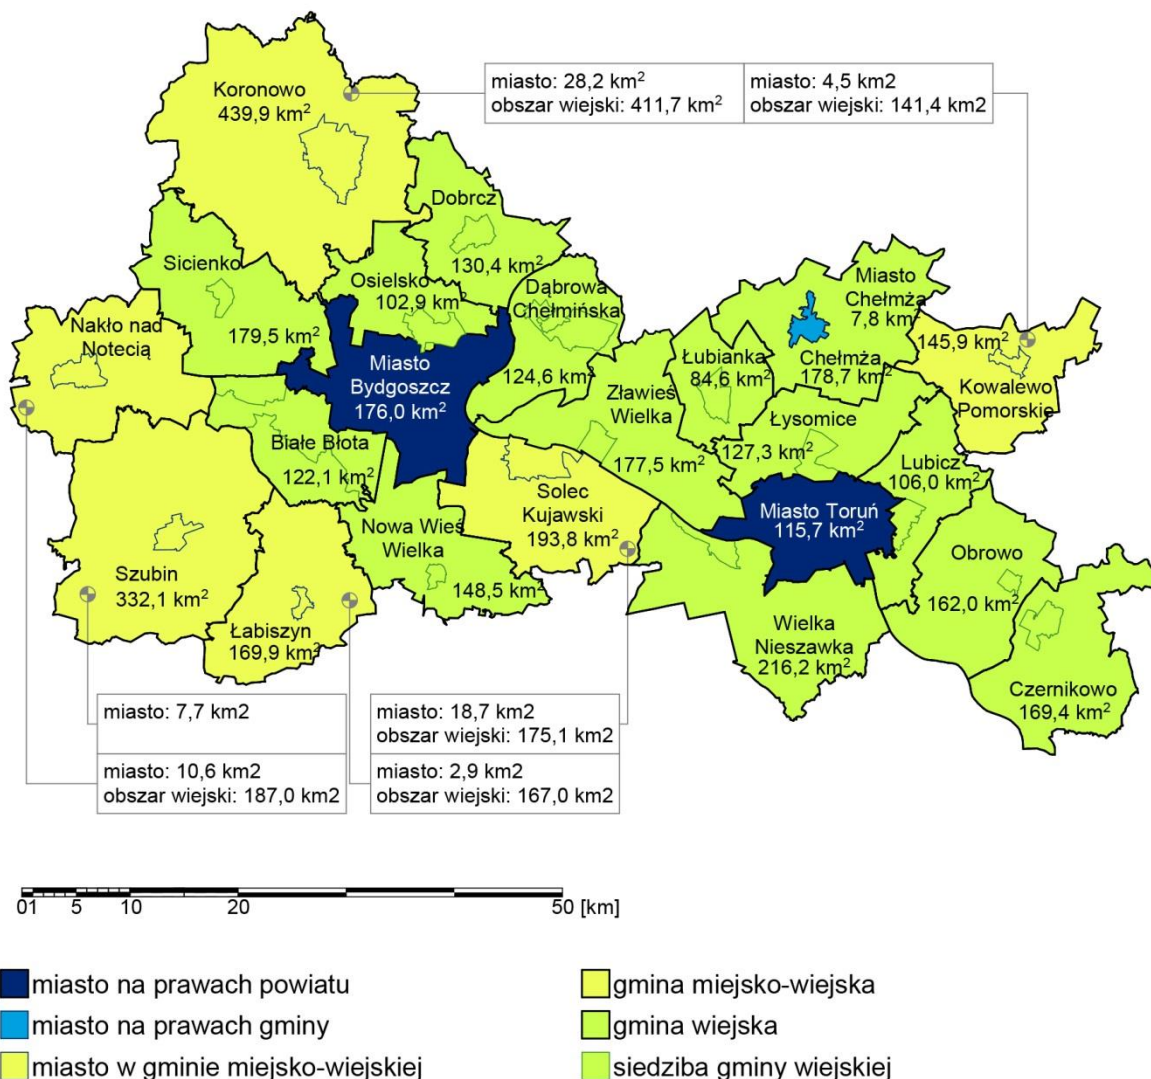 miasto: 28,2 km²
obszar wiejski: 411,7 km²
miasto: 4,5 km2
obszar wiejski: 141,4 km2
Koronowo
439,9 km²
Dobrcz
130,4 km²
Sicienko
179,5 km²
Osielsko
102,9 km²
Dąbrowa
Chełmińska
124,6 km²
Miasto
Chełmża
7,8 km²
Chełmża
178,7 km²
145,9 km²
Kowalewo
Pomorskie
Nakło nad
Notecią
Miasto
Bydgoszcz
176,0 km²
Łubianka
84,6 km²
Zławieś
Wielka
177,5 km²
Łysomice
127,3 km²
Lubicz
106,0 km²
Białe Błota
122,1 km²
Solec
Kujawski
193,8 km²
Miasto Toruń
115,7 km²
Nowa Wieś
Wielka
148,5 km²
Obrowo
162,0 km²
Szubin
332,1 km²
Łabiszyn
169,9 km²
Wielka
Nieszawka
216,2 km²
Czernikowo
169,4 km²
miasto: 7,7 km2
miasto: 10,6 km2
obszar wiejski: 187,0 km2
miasto: 18,7 km2
obszar wiejski: 175,1 km2
miasto: 2,9 km2
obszar wiejski: 167,0 km2
01 5 10 20 50 [km]
miasto na prawach powiatu
miasto na prawach gminy
miasto w gminie miejsko-wiejskiej
gmina miejsko-wiejska
gmina wiejska
siedziba gminy wiejskiej